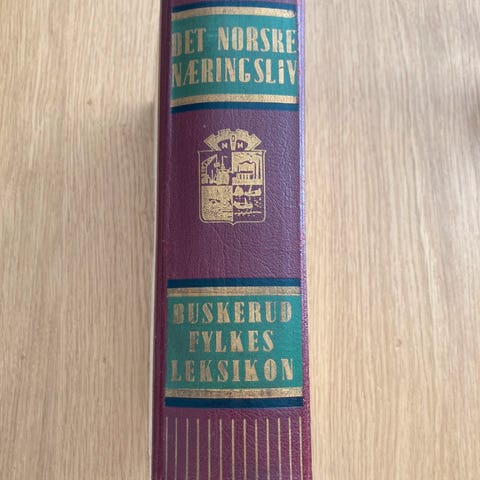 DET NORSKE
NÆRINGSLiV
H H
BUSKERUD
FYLKES
LEKSIKON